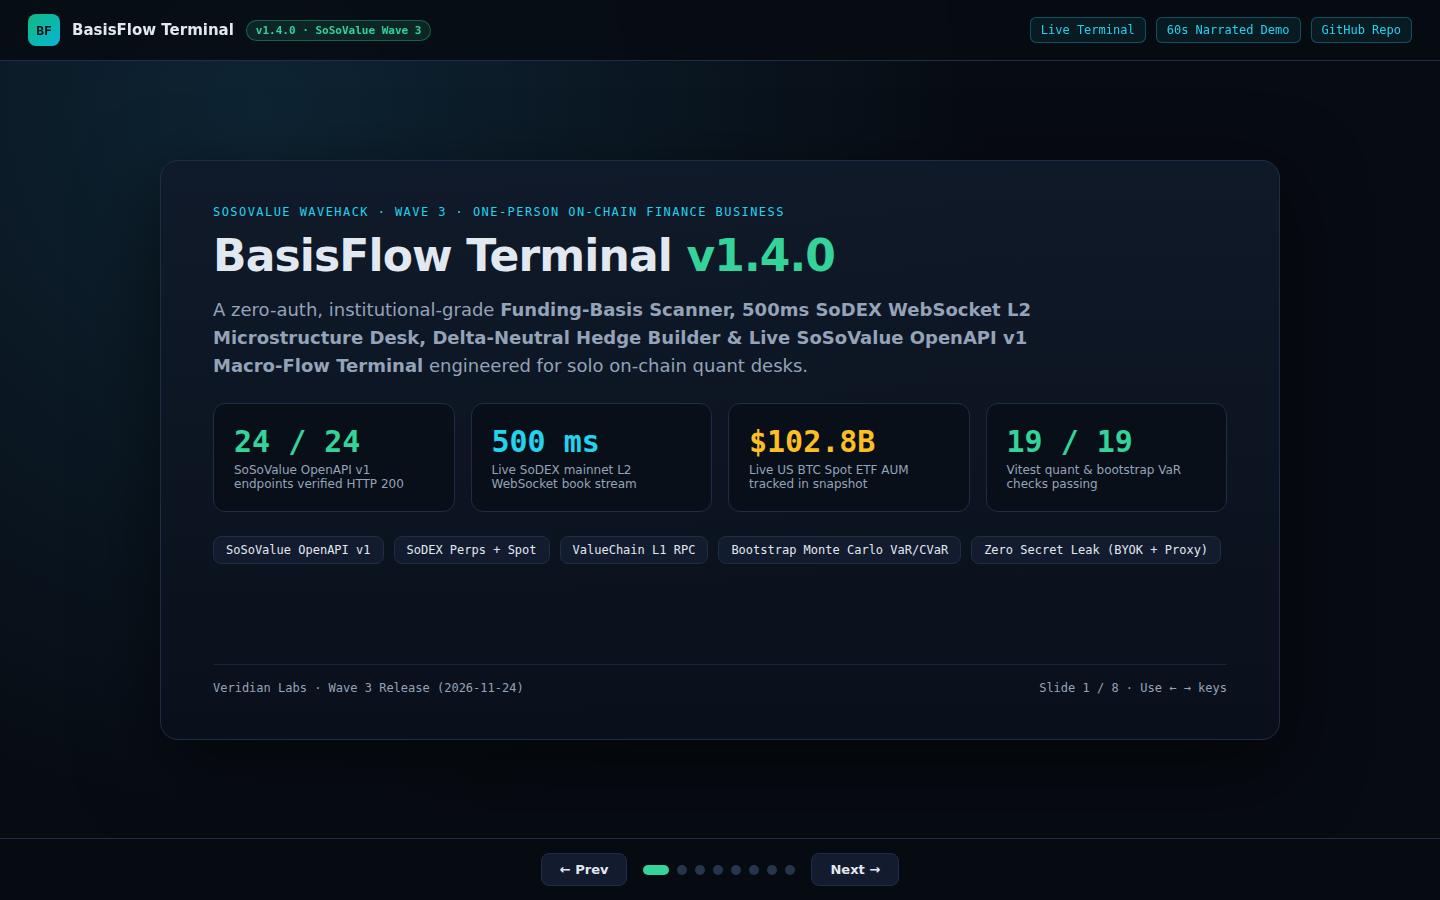 BF BasisFlow Terminal v1.4.0 · SoSoValue Wave 3 Live Terminal 60s Narrated Demo GitHub Repo
SOSOVALUE WAVEHACK · WAVE 3 · ONE-PERSON ON-CHAIN FINANCE BUSINESS
BasisFlow Terminal v1.4.0
A zero-auth, institutional-grade Funding-Basis Scanner, 500ms SoDEX WebSocket L2
Microstructure Desk, Delta-Neutral Hedge Builder & Live SoSoValue OpenAPI v1
Macro-Flow Terminal engineered for solo on-chain quant desks.
24 / 24
SoSoValue OpenAPI v1
endpoints verified HTTP 200
500 ms
Live SoDEX mainnet L2
WebSocket book stream
$102.8B
Live US BTC Spot ETF AUM
tracked in snapshot
19 / 19
Vitest quant & bootstrap VaR
checks passing
SoSoValue OpenAPI v1 SoDEX Perps + Spot ValueChain L1 RPC Bootstrap Monte Carlo VaR/CVaR Zero Secret Leak (BYOK + Proxy)
Veridian Labs · Wave 3 Release (2026-11-24) Slide 1 / 8 · Use ← → keys
← Prev Next →